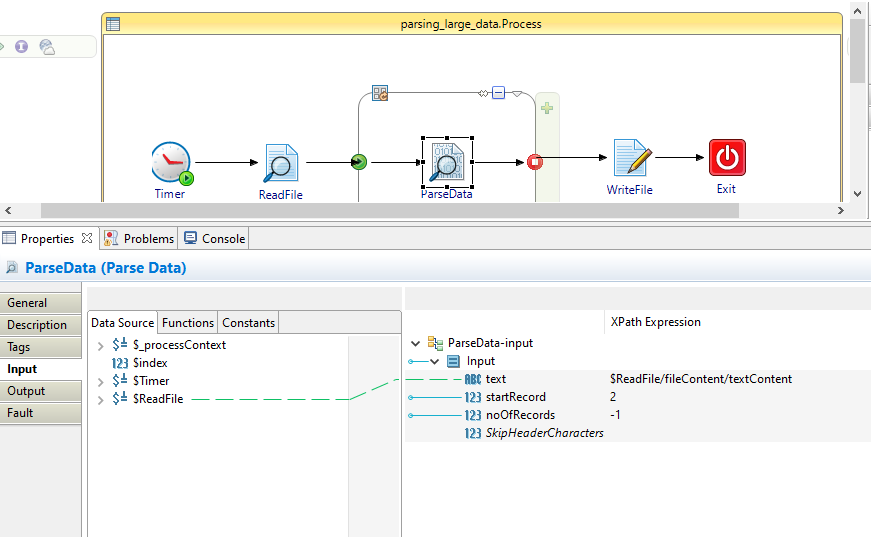 parsing_large_data.Process
Timer
ReadFile
ParseData
WriteFile
Exit
Properties Problems Console
ParseData (Parse Data)
General
Description
Tags
Input
Output
Fault
Data Source Functions Constants
$_processContext
$index
$Timer
$ReadFile
XPath Expression
ParseData-input
Input
text $ReadFile/fileContent/textContent
startRecord 2
noOfRecords -1
SkipHeaderCharacters